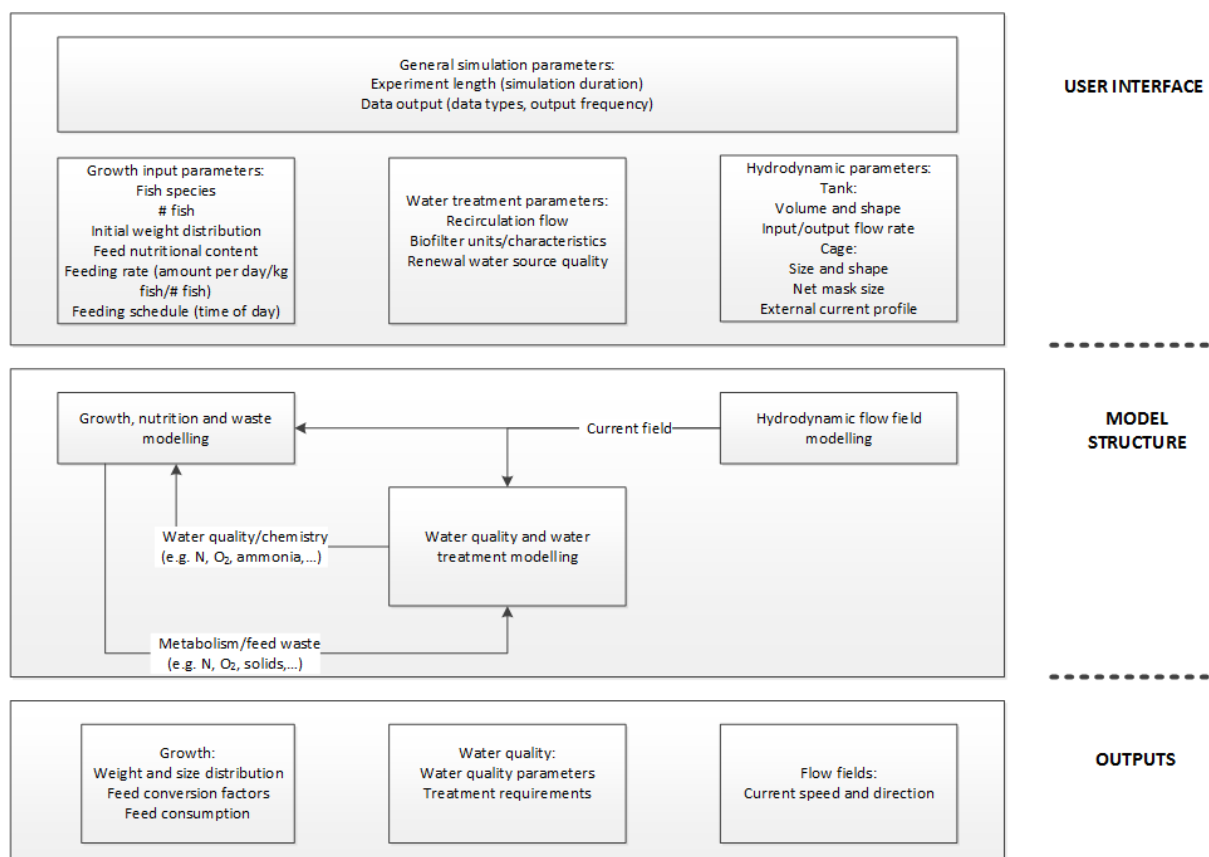 General simulation parameters:
Experiment length (simulation duration)
Data output (data types, output frequency)
USER INTERFACE
Growth input parameters:
Fish species
# fish
Initial weight distribution
Feed nutritional content
Feeding rate (amount per day/kg
fish/# fish)
Feeding schedule (time of day)
Water treatment parameters:
Recirculation flow
Biofilter units/characteristics
Renewal water source quality
Hydrodynamic parameters:
Tank:
Volume and shape
Input/output flow rate
Cage:
Size and shape
Net mask size
External current profile
Growth, nutrition and waste
modelling
Current field
Hydrodynamic flow field
modelling
MODEL
STRUCTURE
Water quality/chemistry
(e.g. N, O₂, ammonia,...)
Water quality and water
treatment modelling
Metabolism/feed waste
(e.g. N, O₂, solids,...)
Growth:
Weight and size distribution
Feed conversion factors
Feed consumption
Water quality:
Water quality parameters
Treatment requirements
Flow fields:
Current speed and direction
OUTPUTS